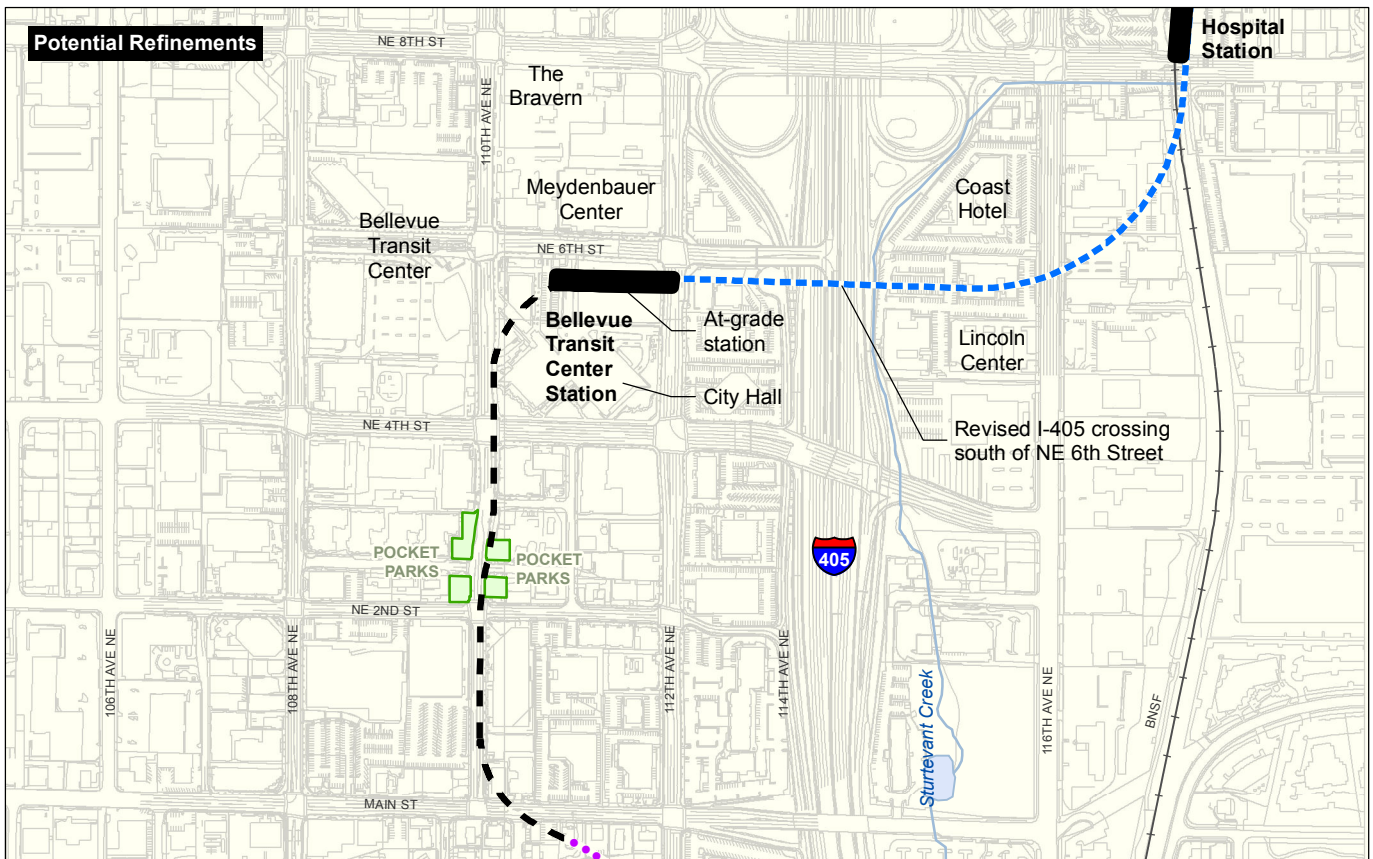 Potential Refinements
Hospital
Station
NE 8TH ST
The
Bravern
110TH AVE NE
Meydenbauer
Center
Coast
Hotel
Bellevue
Transit
Center
NE 6TH ST
Bellevue
Transit
Center
Station
At-grade
station
Lincoln
Center
City Hall
NE 4TH ST
Revised I-405 crossing
south of NE 6th Street
POCKET
PARKS
POCKET
PARKS
405
NE 2ND ST
106TH AVE NE
108TH AVE NE
112TH AVE NE
114TH AVE NE
Sturtevant Creek
116TH AVE NE
BNSF
MAIN ST